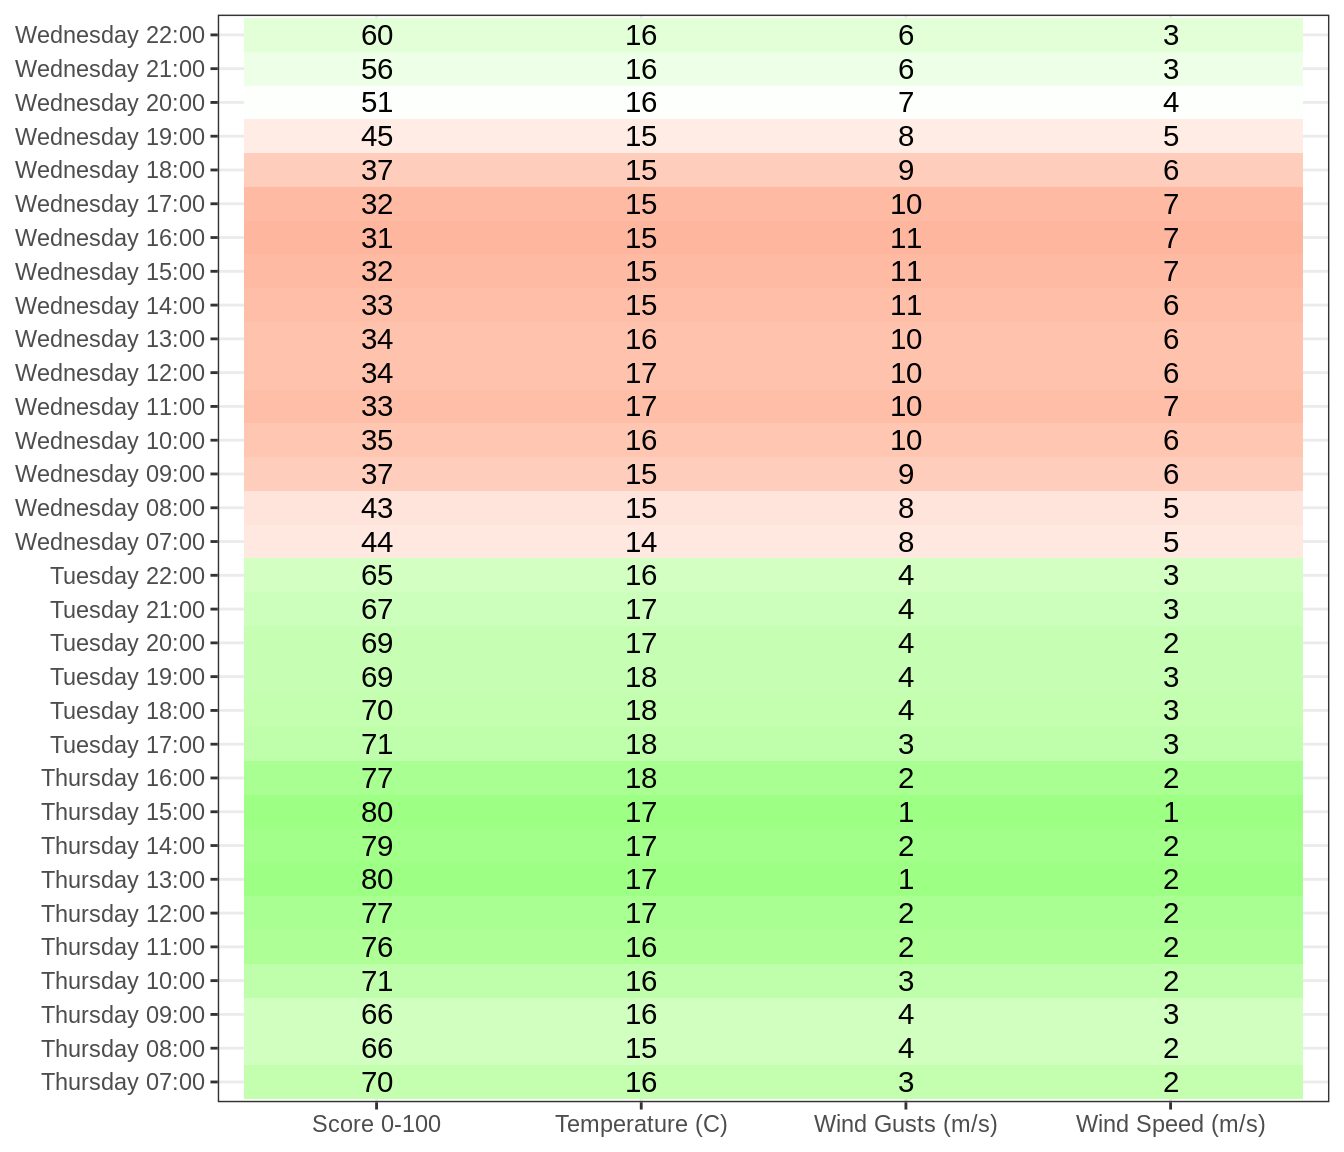 Wednesday 22:00 60 16 6 3
Wednesday 21:00 56 16 6 3
Wednesday 20:00 51 16 7 4
Wednesday 19:00 45 15 8 5
Wednesday 18:00 37 15 9 6
Wednesday 17:00 32 15 10 7
Wednesday 16:00 31 15 11 7
Wednesday 15:00 32 15 11 7
Wednesday 14:00 33 15 11 6
Wednesday 13:00 34 16 10 6
Wednesday 12:00 34 17 10 6
Wednesday 11:00 33 17 10 7
Wednesday 10:00 35 16 10 6
Wednesday 09:00 37 15 9 6
Wednesday 08:00 43 15 8 5
Wednesday 07:00 44 14 8 5
Tuesday 22:00 65 16 4 3
Tuesday 21:00 67 17 4 3
Tuesday 20:00 69 17 4 2
Tuesday 19:00 69 18 4 3
Tuesday 18:00 70 18 4 3
Tuesday 17:00 71 18 3 3
Thursday 16:00 77 18 2 2
Thursday 15:00 80 17 1 1
Thursday 14:00 79 17 2 2
Thursday 13:00 80 17 1 2
Thursday 12:00 77 17 2 2
Thursday 11:00 76 16 2 2
Thursday 10:00 71 16 3 2
Thursday 09:00 66 16 4 3
Thursday 08:00 66 15 4 2
Thursday 07:00 70 16 3 2
Score 0-100 Temperature (C) Wind Gusts (m/s) Wind Speed (m/s)